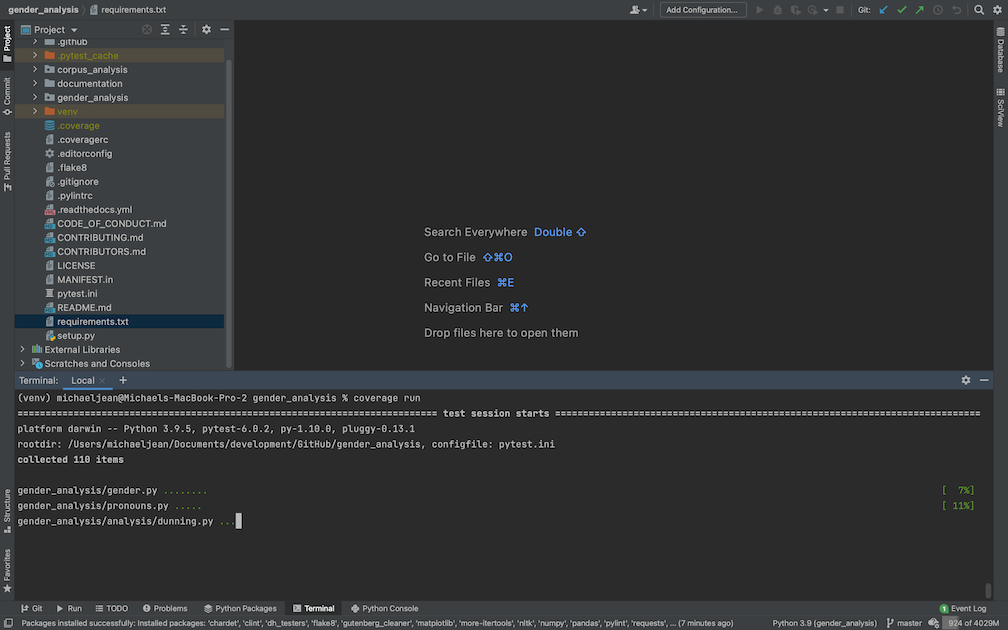 gender_analysis 〉 requirements.txt
Add Configuration...
Git:
Project
Project
Commit
Pull Requests
Structure
Favorites
Database
SciView
.github
.pytest_cache
corpus_analysis
documentation
gender_analysis
venv
.coverage
.coveragerc
.editorconfig
.flake8
.gitignore
.pylintrc
.readthedocs.yml
CODE_OF_CONDUCT.md
CONTRIBUTING.md
CONTRIBUTORS.md
LICENSE
MANIFEST.in
pytest.ini
README.md
requirements.txt
setup.py
External Libraries
Scratches and Consoles
Search Everywhere Double ⇧
Go to File ⇧⌘O
Recent Files ⌘E
Navigation Bar ⌘↑
Drop files here to open them
Terminal: Local × +
(venv) michaeljean@Michaels-MacBook-Pro-2 gender_analysis % coverage run
test session starts
platform darwin -- Python 3.9.5, pytest-6.0.2, py-1.10.0, pluggy-0.13.1
rootdir: /Users/michaeljean/Documents/development/GitHub/gender_analysis, configfile: pytest.ini
collected 110 items
gender_analysis/gender.py ........ [  7%]
gender_analysis/pronouns.py ..... [ 11%]
gender_analysis/analysis/dunning.py ...
Git Run TODO Problems Python Packages Terminal Python Console 1 Event Log
Packages installed successfully: Installed packages: 'chardet', 'clint', 'dh_testers', 'flake8', 'gutenberg_cleaner', 'matplotlib', 'more-itertools', 'nltk', 'numpy', 'pandas', 'pylint', 'requests', ... (7 minutes ago) Python 3.9 (gender_analysis) master 924 of 4029M